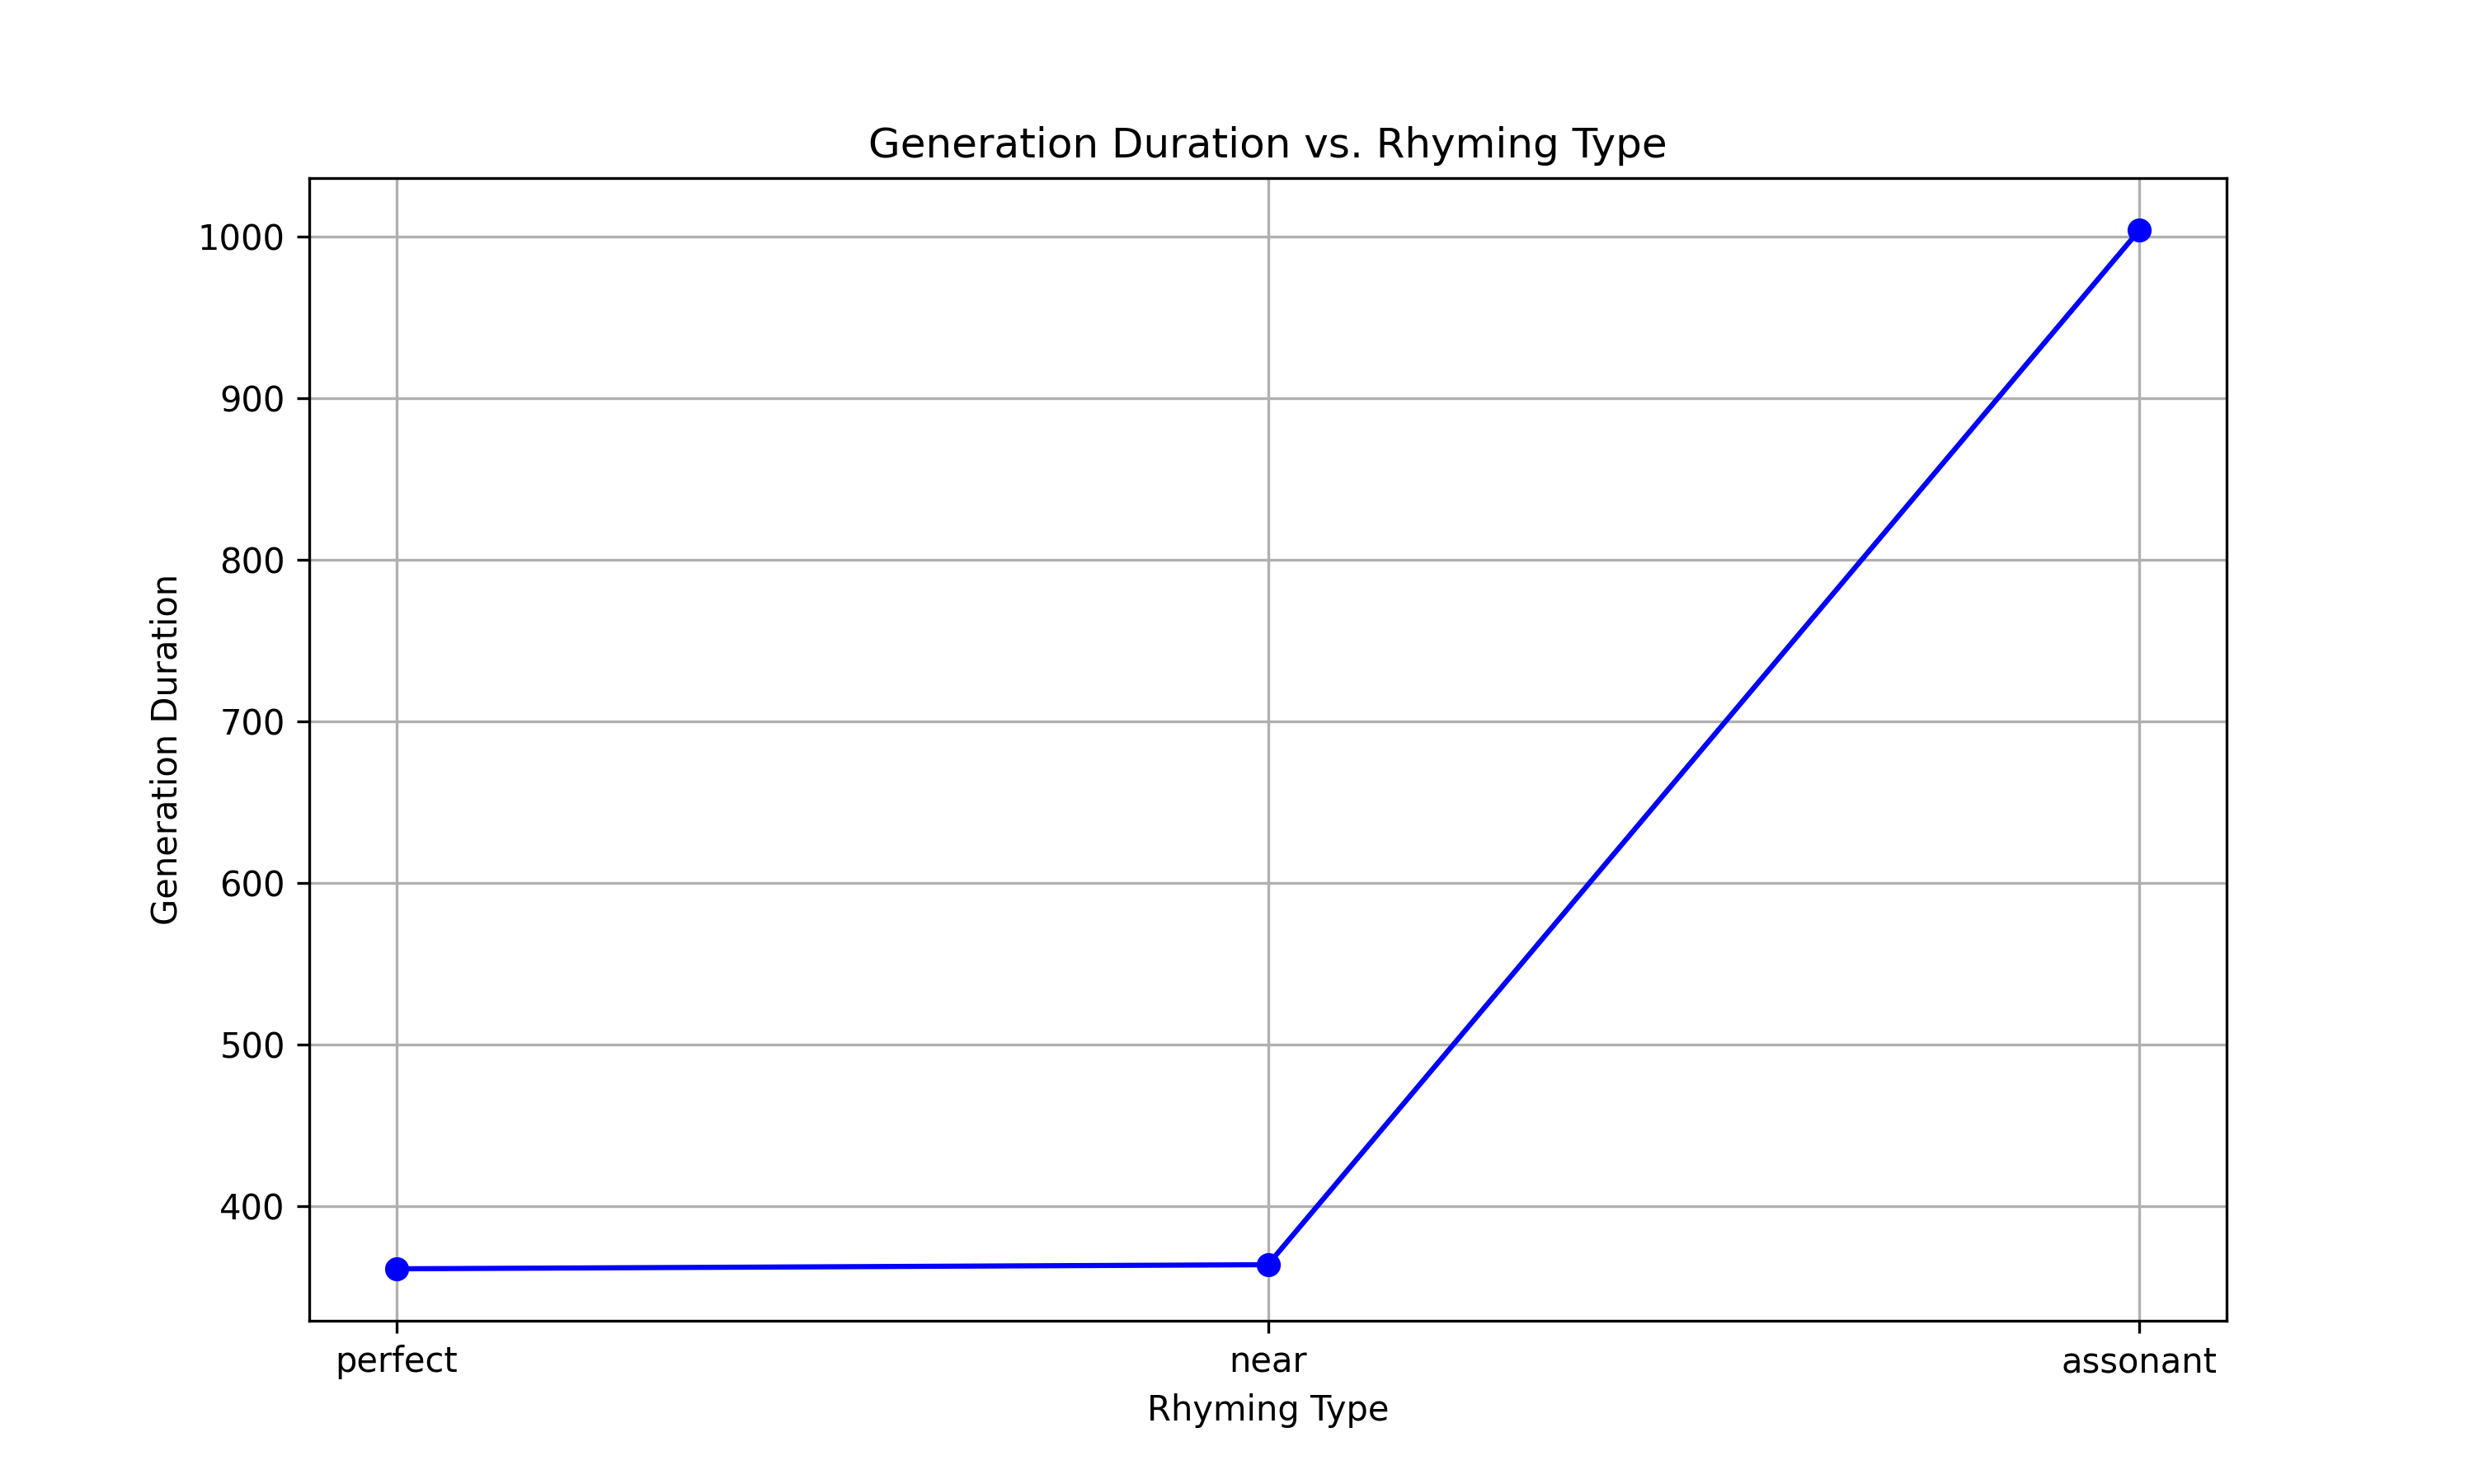 Generation Duration vs. Rhyming Type
Generation Duration
1000
900
800
700
600
500
400
perfect near assonant
Rhyming Type